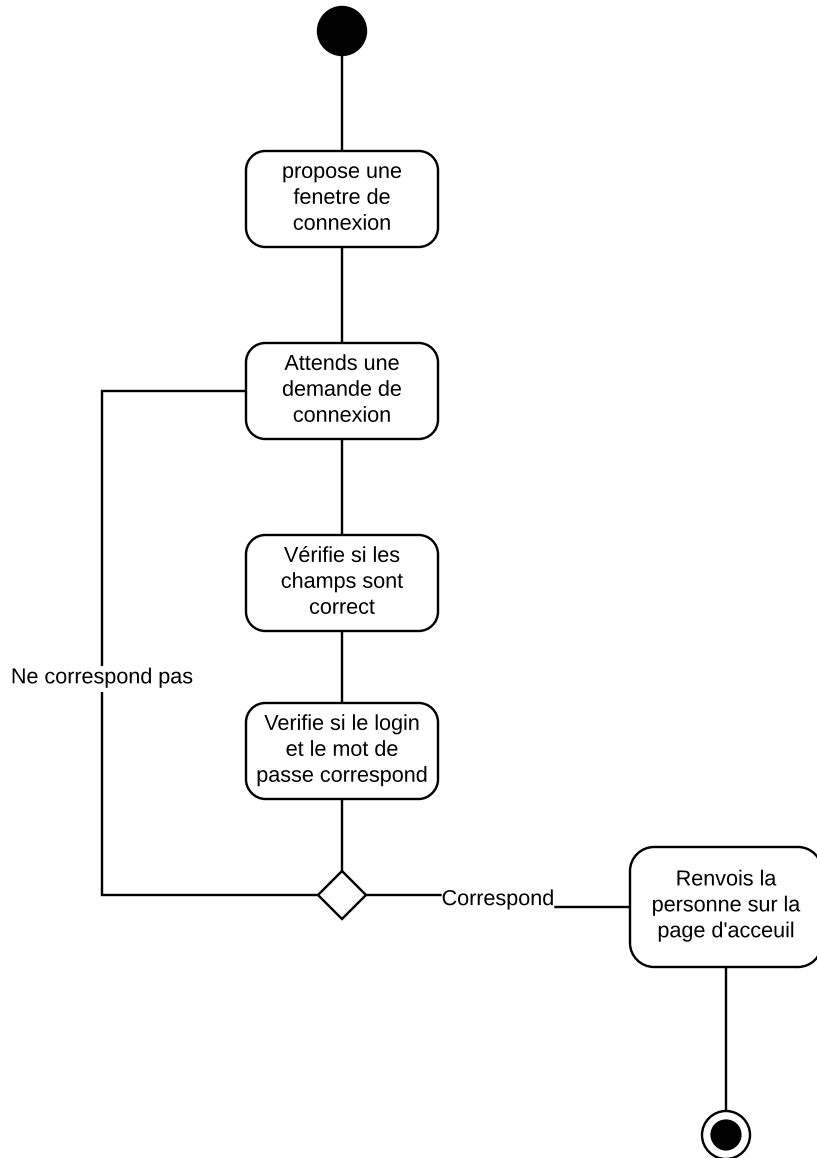 propose une
fenetre de
connexion
Attends une
demande de
connexion
Vérifie si les
champs sont
correct
Ne correspond pas
Verifie si le login
et le mot de
passe correspond
Correspond
Renvois la
personne sur la
page d'acceuil